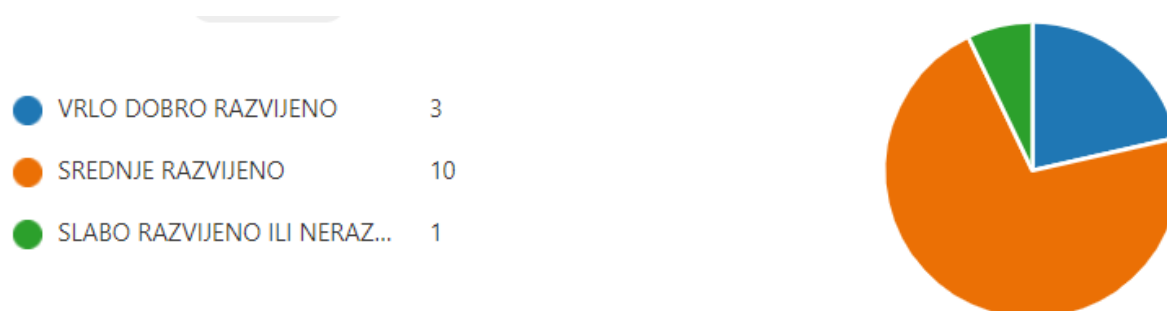 VRLO DOBRO RAZVIJENO 3
SREDNJE RAZVIJENO 10
SLABO RAZVIJENO ILI NERAZ... 1